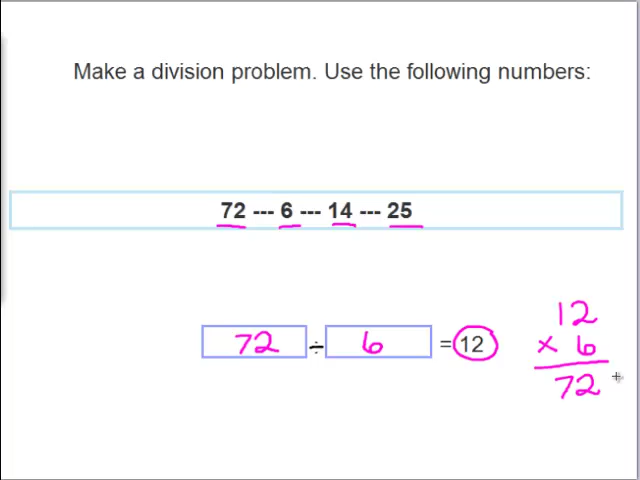 Make a division problem. Use the following numbers:
72 --- 6 --- 14 --- 25
72 ÷ 6 = 12
12
× 6
72